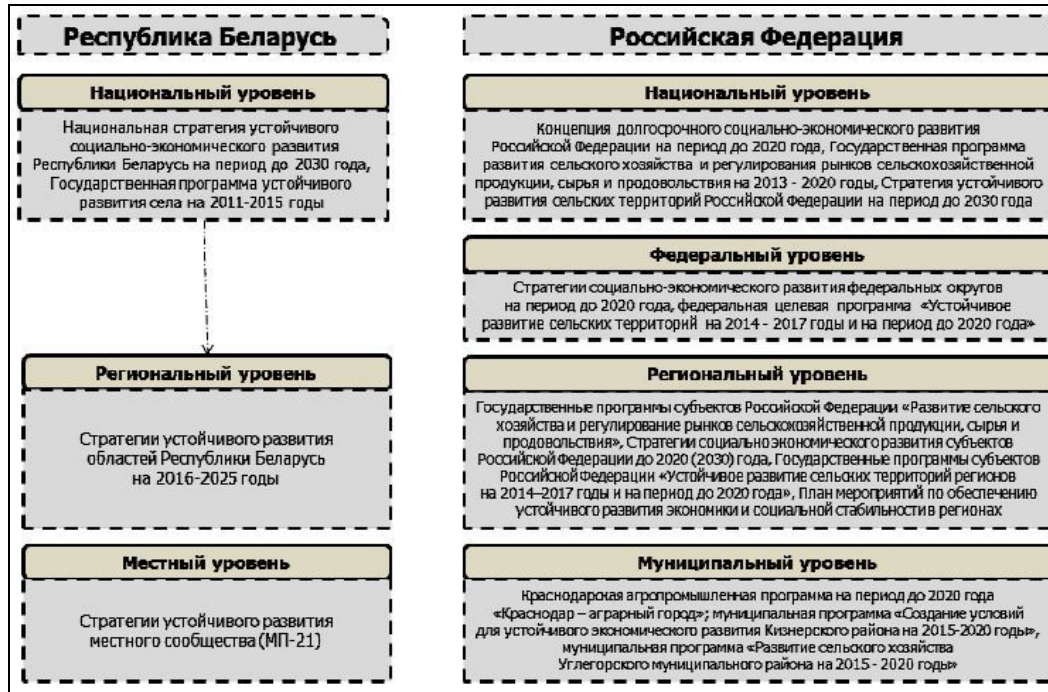 Республика Беларусь
Национальный уровень
Национальная стратегия устойчивого
социально-экономического развития
Республики Беларусь на период до 2030 года,
Государственная программа устойчивого
развития села на 2011-2015 годы
Региональный уровень
Стратегии устойчивого развития
областей Республики Беларусь
на 2016-2025 годы
Местный уровень
Стратегии устойчивого развития
местного сообщества (МП-21)
Российская Федерация
Национальный уровень
Концепция долгосрочного социально-экономического развития
Российской Федерации на период до 2020 года, Государственная программа
развития сельского хозяйства и регулирования рынков сельскохозяйственной
продукции, сырья и продовольствия на 2013 - 2020 годы, Стратегия устойчивого
развития сельских территорий Российской Федерации на период до 2030 года
Федеральный уровень
Стратегии социально-экономического развития федеральных округов
на период до 2020 года, федеральная целевая программа «Устойчивое
развитие сельских территорий на 2014 - 2017 годы и на период до 2020 года»
Региональный уровень
Государственные программы субъектов Российской Федерации «Развитие сельского
хозяйства и регулирование рынков сельскохозяйственной продукции, сырья и
продовольствия», Стратегии социально экономического развития субъектов
Российской Федерации до 2020 (2030) года, Государственные программы субъектов
Российской Федерации «Устойчивое развитие сельских территорий регионов
на 2014–2017 годы и на период до 2020 года», План мероприятий по обеспечению
устойчивого развития экономики и социальной стабильности в регионах
Муниципальный уровень
Краснодарская агропромышленная программа на период до 2020 года
«Краснодар – аграрный город»; муниципальная программа «Создание условий
для устойчивого экономического развития Кизнерского района на 2015-2020 годы»,
муниципальная программа «Развитие сельского хозяйства
Углегорского муниципального района на 2015 - 2020 годы»